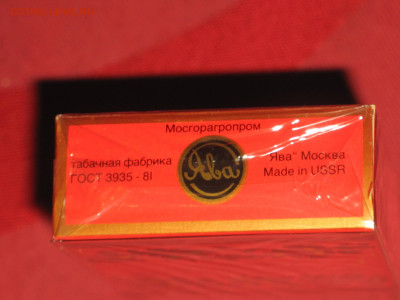 Мосгорагропром
табачная фабрика
ГОСТ 3935 - 81
Ява
Ява" Москва
Made in USSR